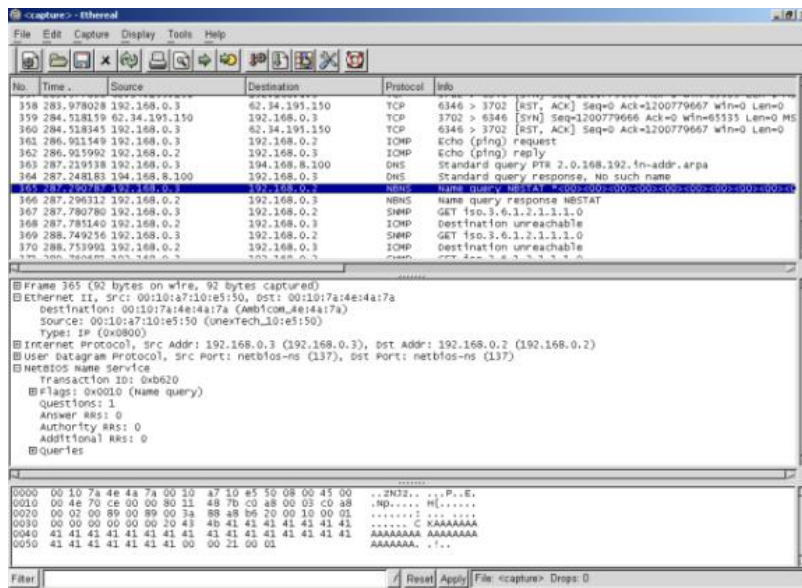 <capture> - Ethereal
File Edit Capture Display Tools Help
No. Time . Source Destination Protocol Info
358 283.978028 192.168.0.3 62.34.195.150 TCP 6346 > 3702 [RST, ACK] Seq=0 Ack=1200779667 Win=0 Len=0
359 284.518159 62.34.195.150 192.168.0.3 TCP 3702 > 6346 [SYN] Seq=1200779666 Ack=0 Win=65535 Len=0 MS
360 284.518345 192.168.0.3 62.34.195.150 TCP 6346 > 3702 [RST, ACK] Seq=0 Ack=1200779667 Win=0 Len=0
361 286.911549 192.168.0.3 192.168.0.2 ICMP Echo (ping) request
362 286.915992 192.168.0.2 192.168.0.3 ICMP Echo (ping) reply
363 287.219538 192.168.0.3 194.168.8.100 DNS Standard query PTR 2.0.168.192.in-addr.arpa
364 287.248183 194.168.8.100 192.168.0.3 DNS Standard query response, No such name
365 287.290787 192.168.0.3 192.168.0.2 NBNS Name query NBSTAT *<00><00><00><00><00><00><00><00><00><0
366 287.296312 192.168.0.2 192.168.0.3 NBNS Name query response NBSTAT
367 287.780780 192.168.0.3 192.168.0.2 SNMP GET iso.3.6.1.2.1.1.1.0
368 287.785140 192.168.0.2 192.168.0.3 ICMP Destination unreachable
369 288.749256 192.168.0.3 192.168.0.2 SNMP GET iso.3.6.1.2.1.1.1.0
370 288.753991 192.168.0.2 192.168.0.3 ICMP Destination unreachable
Frame 365 (92 bytes on wire, 92 bytes captured)
Ethernet II, Src: 00:10:a7:10:e5:50, Dst: 00:10:7a:4e:4a:7a
Destination: 00:10:7a:4e:4a:7a (Ambicom_4e:4a:7a)
Source: 00:10:a7:10:e5:50 (UnexTech_10:e5:50)
Type: IP (0x0800)
Internet Protocol, Src Addr: 192.168.0.3 (192.168.0.3), Dst Addr: 192.168.0.2 (192.168.0.2)
User Datagram Protocol, Src Port: netbios-ns (137), Dst Port: netbios-ns (137)
NetBIOS Name Service
Transaction ID: 0xb620
Flags: 0x0010 (Name query)
Questions: 1
Answer RRs: 0
Authority RRs: 0
Additional RRs: 0
Queries
0000 00 10 7a 4e 4a 7a 00 10 a7 10 e5 50 08 00 45 00 ..zNJz.. ...P..E.
0010 00 4e 70 ce 00 00 80 11 48 7b c0 a8 00 03 c0 a8 .Np..... H{......
0020 00 02 00 89 00 89 00 3a 88 a8 b6 20 00 10 00 01 .......: ... ....
0030 00 00 00 00 00 00 20 43 4b 41 41 41 41 41 41 41 ...... C KAAAAAAA
0040 41 41 41 41 41 41 41 41 41 41 41 41 41 41 41 41 AAAAAAAA AAAAAAAA
0050 41 41 41 41 41 41 41 00 00 21 00 01 AAAAAAA. .!..
Filter: Reset Apply File: <capture> Drops: 0